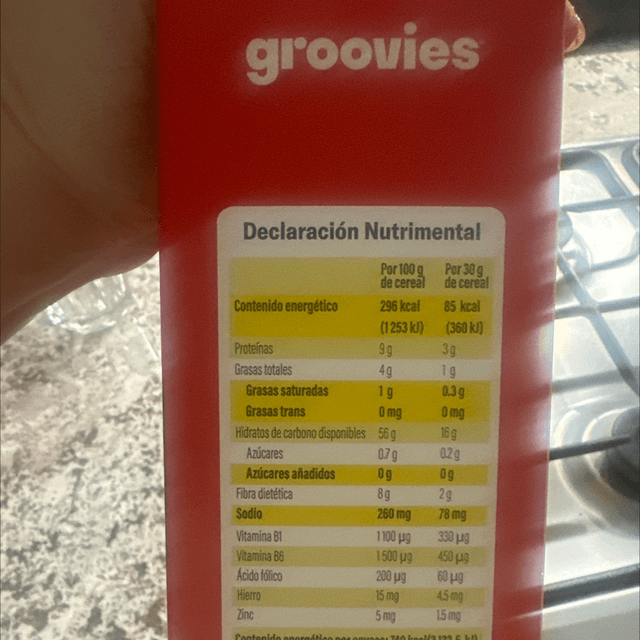 groovies
Declaración Nutrimental
Por 100 g Por 30 g
de cereal de cereal
Contenido energético 296 kcal 85 kcal
(1 253 kJ) (360 kJ)
Proteínas 9 g 3 g
Grasas totales 4 g 1 g
Grasas saturadas 1 g 0.3 g
Grasas trans 0 mg 0 mg
Hidratos de carbono disponibles 56 g 16 g
Azúcares 0.7 g 0.2 g
Azúcares añadidos 0 g 0 g
Fibra dietética 8 g 2 g
Sodio 260 mg 78 mg
Vitamina B1 1 100 µg 330 µg
Vitamina B6 1 500 µg 450 µg
Ácido fólico 200 µg 60 µg
Hierro 15 mg 4.5 mg
Zinc 5 mg 1.5 mg
Contenido energético por envase: